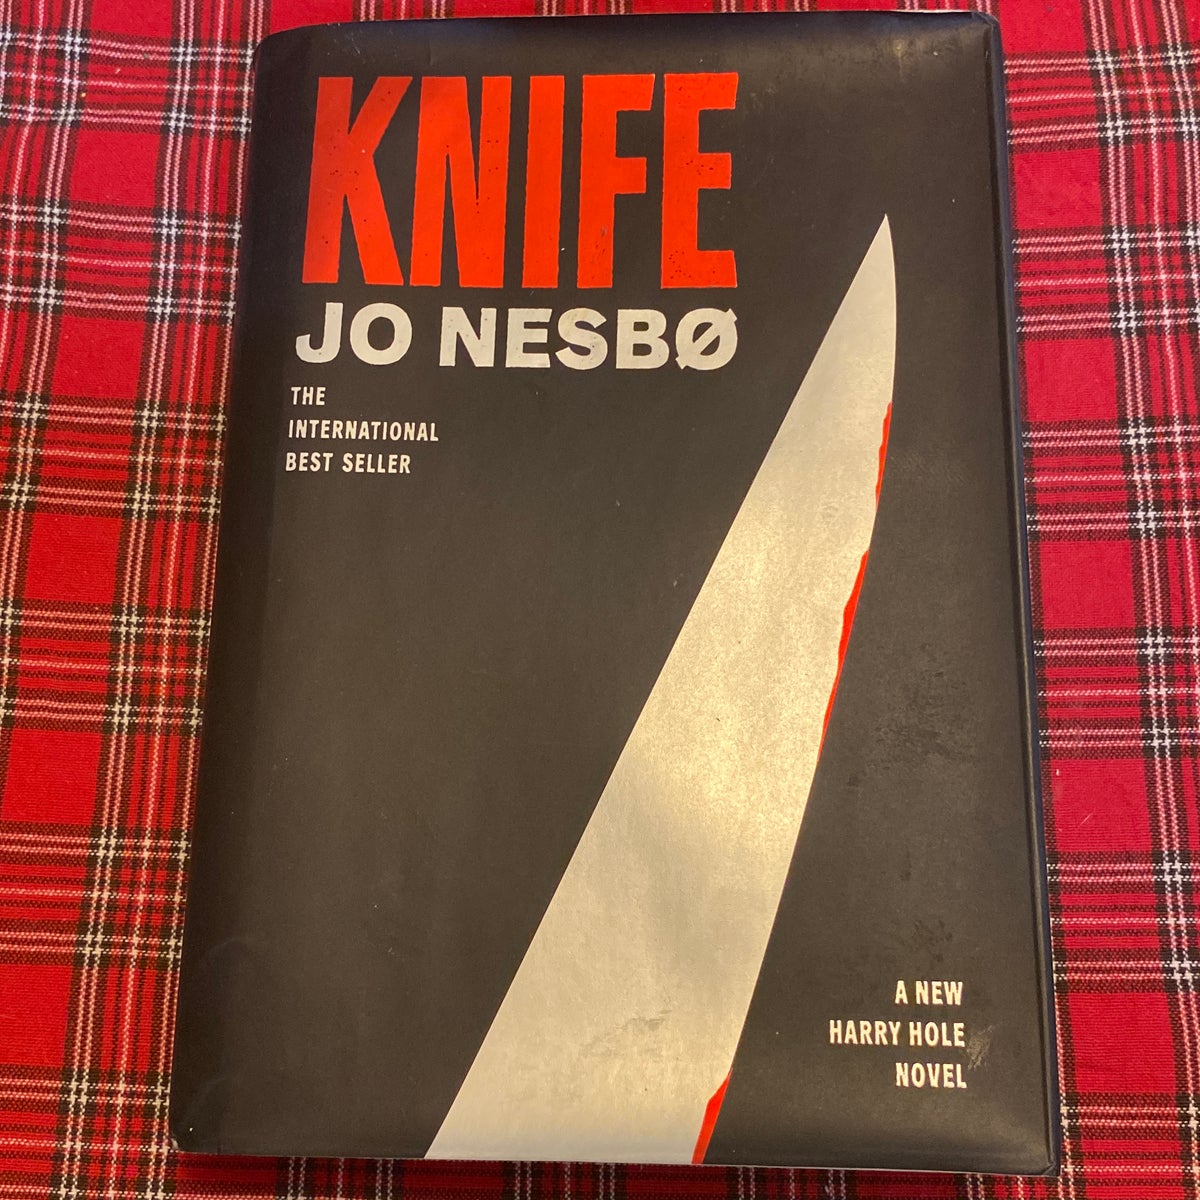 KNIFE
JO NESBØ
THE
INTERNATIONAL
BEST SELLER
A NEW
HARRY HOLE
NOVEL